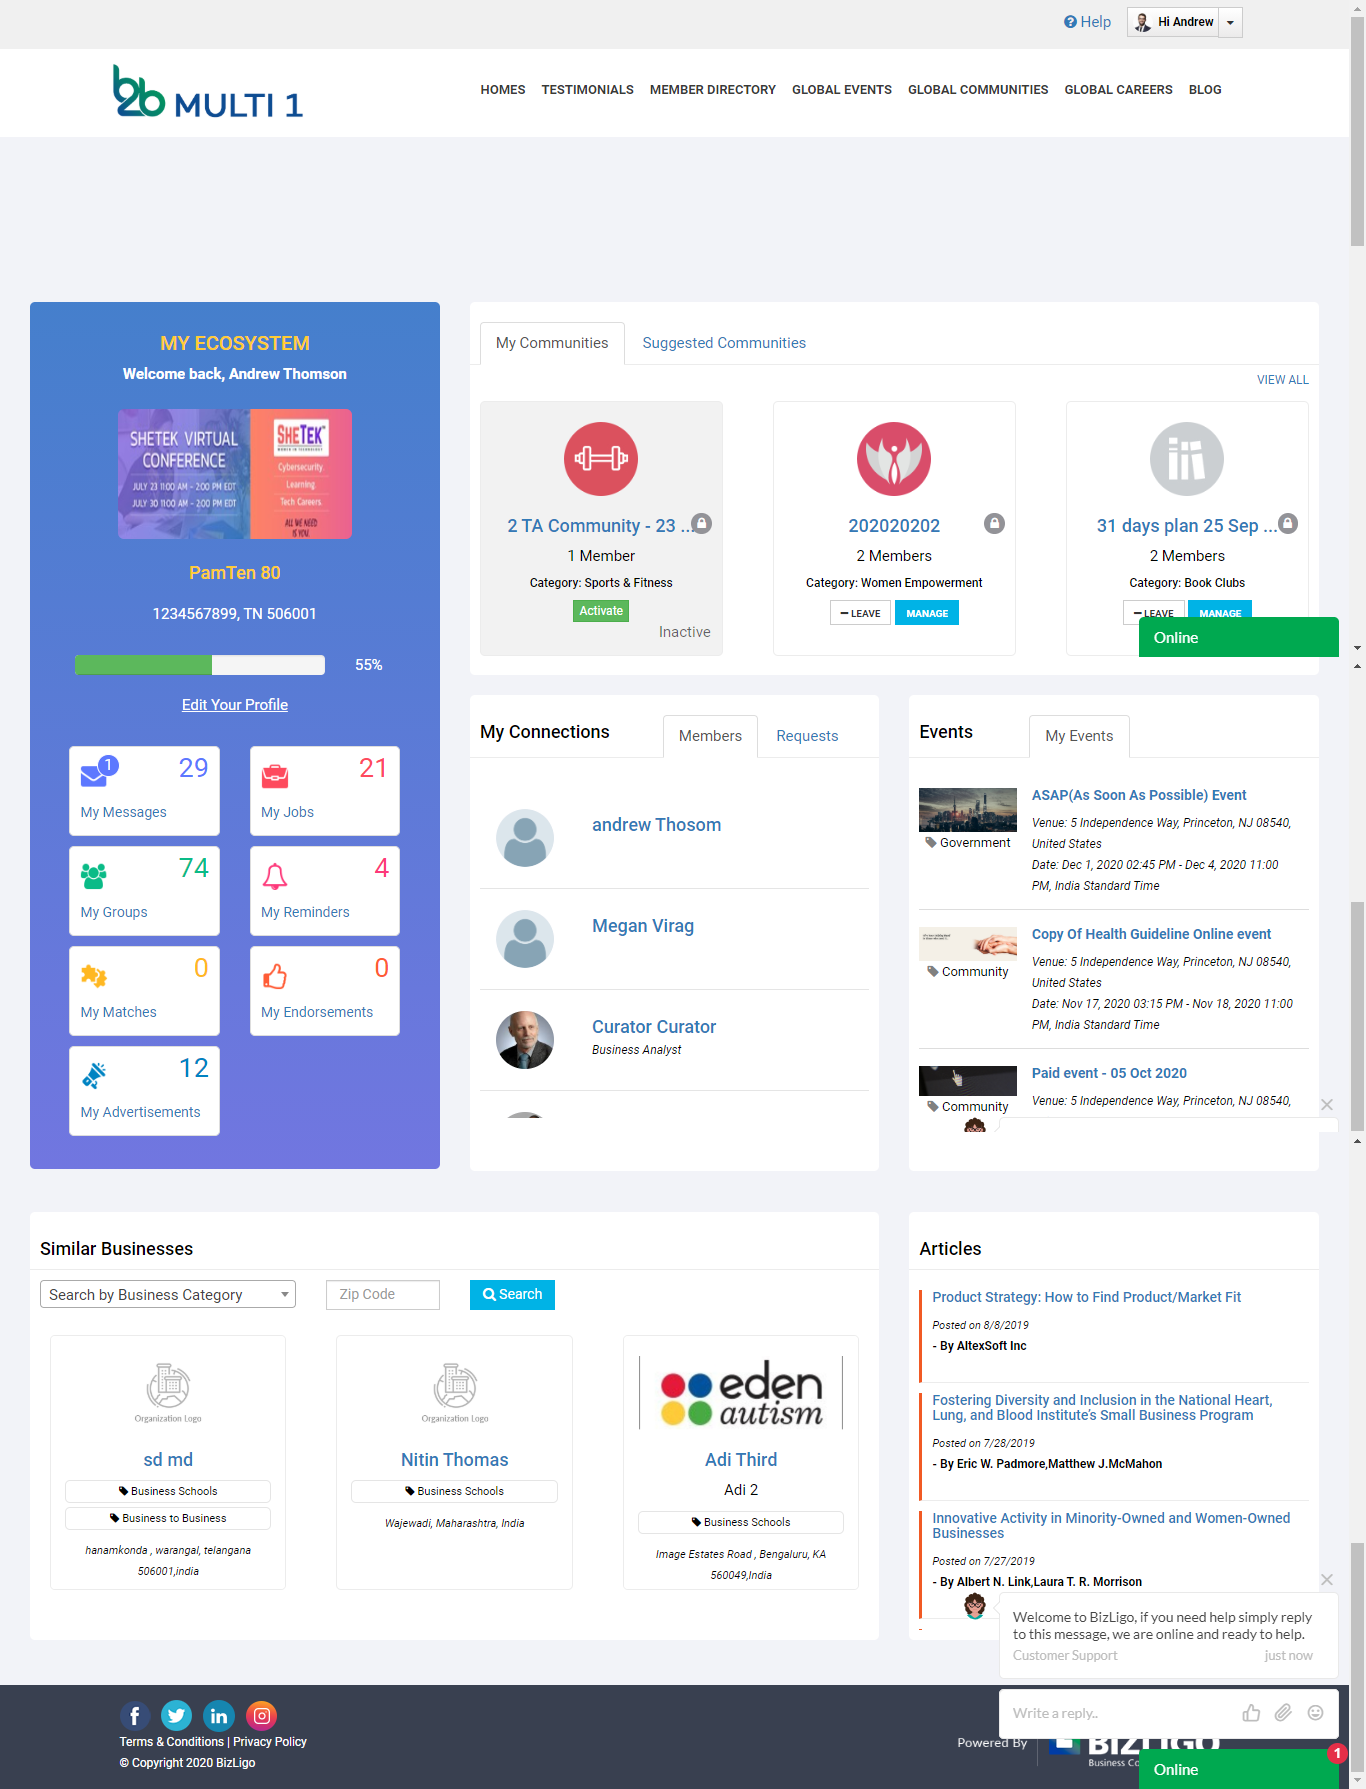 Help
Hi Andrew
b2b MULTI 1
HOMES TESTIMONIALS MEMBER DIRECTORY GLOBAL EVENTS GLOBAL COMMUNITIES GLOBAL CAREERS BLOG
MY ECOSYSTEM
Welcome back, Andrew Thomson
SHETEK VIRTUAL
CONFERENCE
JULY 23 11:00 AM - 2:00 PM EDT
JULY 30 11:00 AM - 2:00 PM EDT
SHETEK
WOMEN IN TECHNOLOGY
Cybersecurity
Learning
Tech Careers
ALL WE NEED
IS YOU!
PamTen 80
1234567899, TN 506001
55%
Edit Your Profile
1
29
My Messages
21
My Jobs
74
My Groups
4
My Reminders
0
My Matches
0
My Endorsements
12
My Advertisements
My Communities
Suggested Communities
VIEW ALL
2 TA Community - 23 ...
1 Member
Category: Sports & Fitness
Activate
Inactive
202020202
2 Members
Category: Women Empowerment
LEAVE
MANAGE
31 days plan 25 Sep ...
2 Members
Category: Book Clubs
LEAVE
MANAGE
Online
My Connections
Members
Requests
andrew Thosom
Megan Virag
Curator Curator
Business Analyst
Events
My Events
Government
ASAP(As Soon As Possible) Event
Venue: 5 Independence Way, Princeton, NJ 08540,
United States
Date: Dec 1, 2020 02:45 PM - Dec 4, 2020 11:00
PM, India Standard Time
Community
Copy Of Health Guideline Online event
Venue: 5 Independence Way, Princeton, NJ 08540,
United States
Date: Nov 17, 2020 03:15 PM - Nov 18, 2020 11:00
PM, India Standard Time
Community
Paid event - 05 Oct 2020
Venue: 5 Independence Way, Princeton, NJ 08540,
Similar Businesses
Search by Business Category
Zip Code
Search
Organization Logo
sd md
Business Schools
Business to Business
hanamkonda , warangal, telangana
506001,india
Organization Logo
Nitin Thomas
Business Schools
Wajewadi, Maharashtra, India
eden
autism
Adi Third
Adi 2
Business Schools
Image Estates Road , Bengaluru, KA
560049,India
Articles
Product Strategy: How to Find Product/Market Fit
Posted on 8/8/2019
- By AltexSoft Inc
Fostering Diversity and Inclusion in the National Heart,
Lung, and Blood Institute's Small Business Program
Posted on 7/28/2019
- By Eric W. Padmore,Matthew J.McMahon
Innovative Activity in Minority-Owned and Women-Owned
Businesses
Posted on 7/27/2019
- By Albert N. Link,Laura T. R. Morrison
-
Welcome to BizLigo, if you need help simply reply
to this message, we are online and ready to help.
Customer Support
just now
Write a reply..
Terms & Conditions | Privacy Policy
© Copyright 2020 BizLigo
Powered By
BIZLIGO
Business Co
1
Online